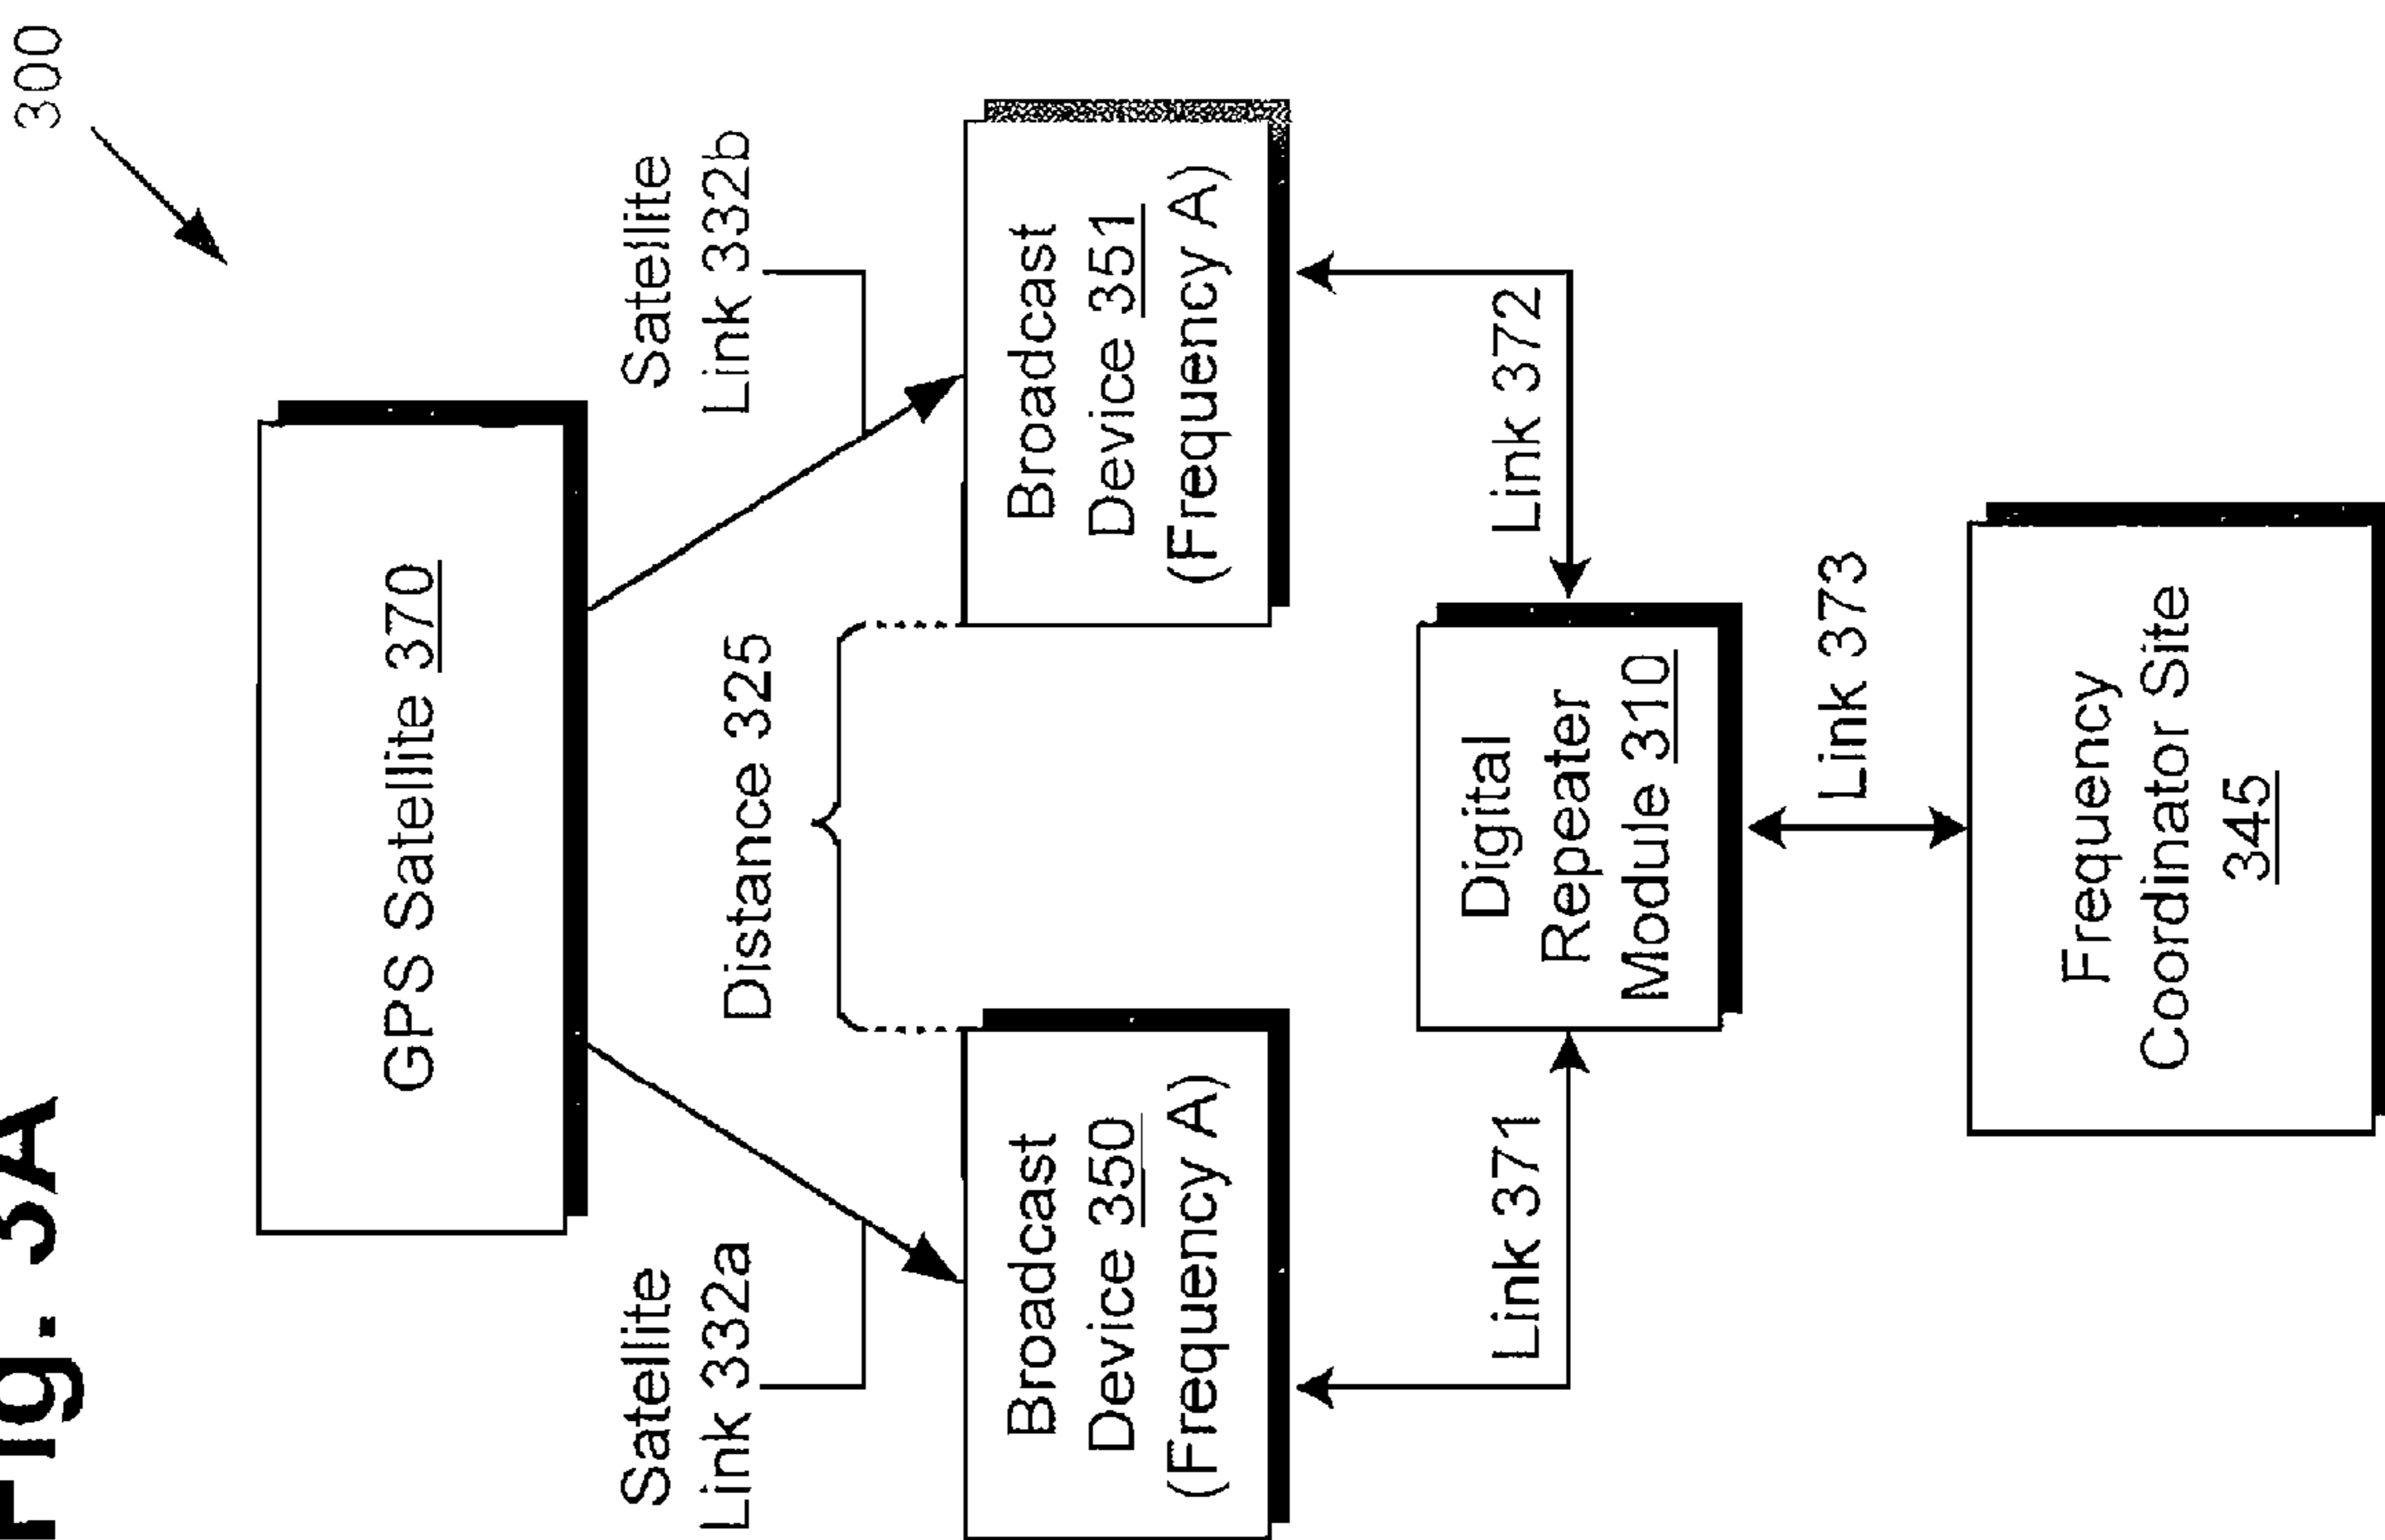 Fig. 3A
300
GPS Satellite 370
Satellite
Link 332a
Distance 325
Satellite
Link 332b
Broadcast
Device 350
(Frequency A)
Broadcast
Device 351
(Frequency A)
Link 371
Digital
Repeater
Module 310
Link 372
Link 373
Frequency
Coordinator Site
345